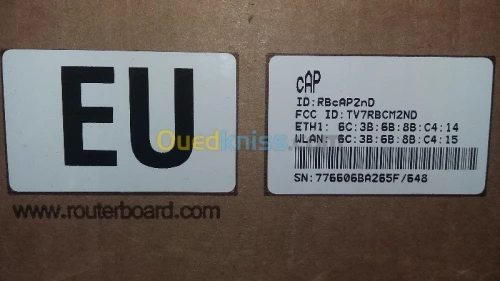 EU
www.routerboard.com
cAP
ID:RBcAP2nD
FCC ID:TV7RBCM2ND
ETH1: 6C:3B:6B:8B:C4:14
WLAN: 6C:3B:6B:8B:C4:15
SN:776606BA265F/648
Ouedkniss.com